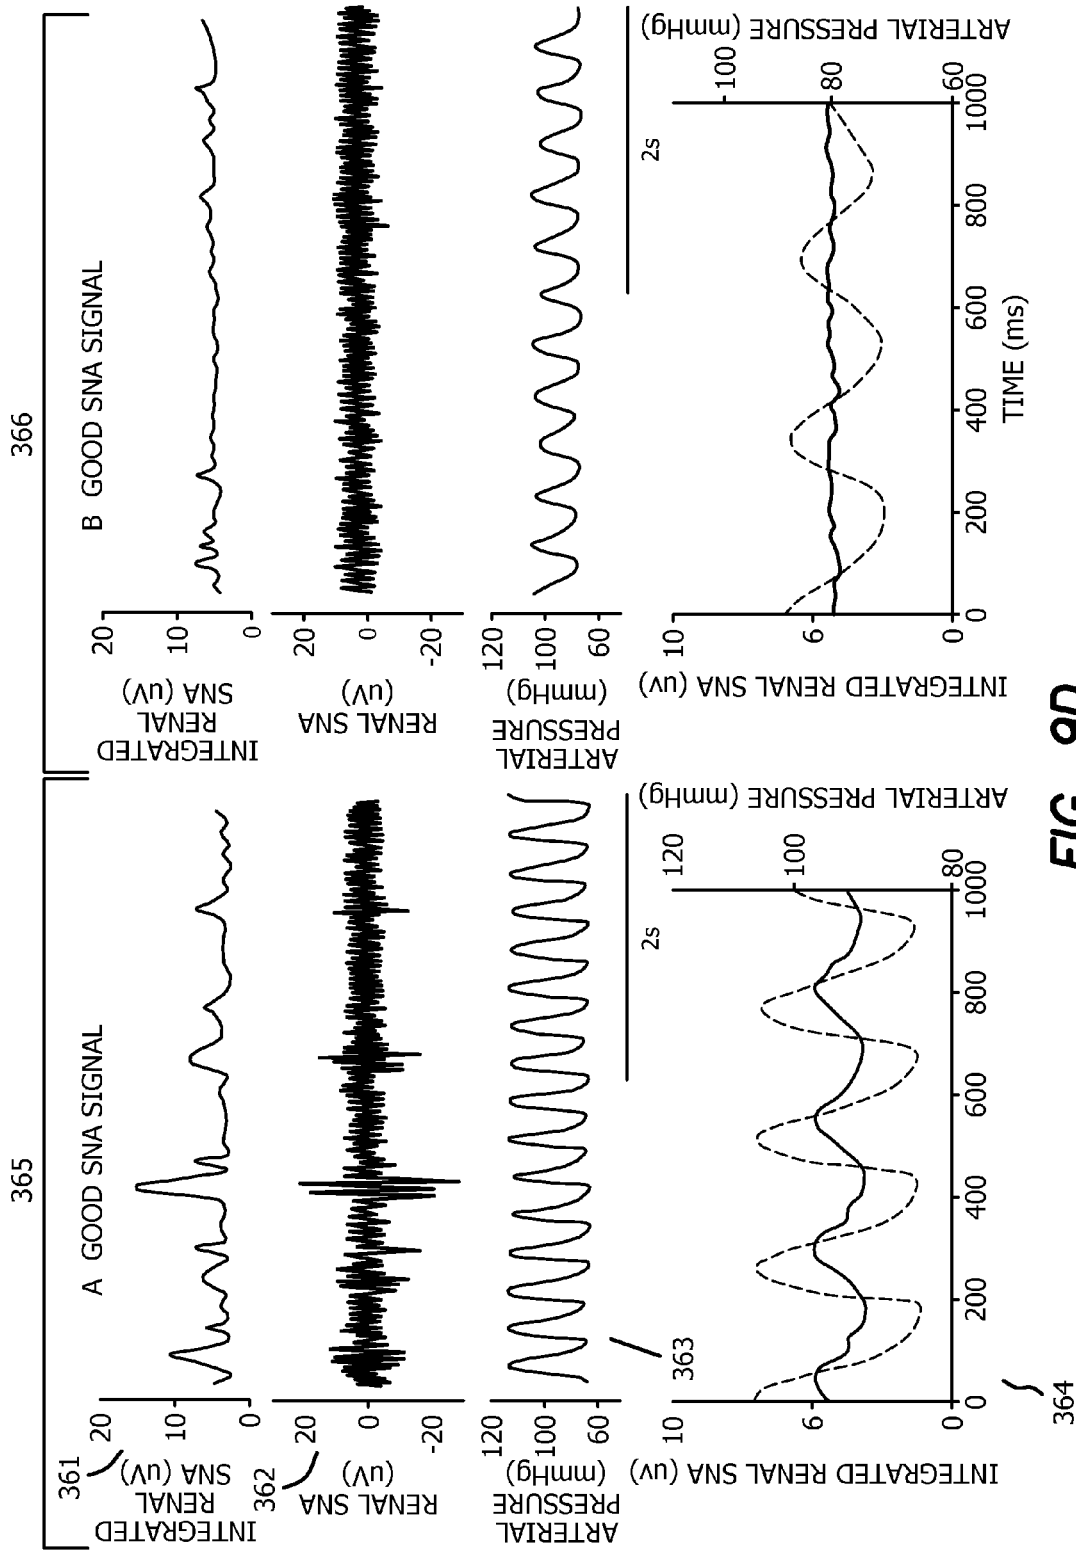 365
A GOOD SNA SIGNAL
361
INTEGRATED
RENAL
SNA (uV)
20
10
0
362
RENAL SNA
(uV)
20
0
-20
ARTERIAL
PRESSURE
(mmHg)
120
100
60
363
2s
INTEGRATED RENAL SNA (uv)
10
6
0
ARTERIAL PRESSURE (mmHg)
120
100
80
0
200
400
600
800
1000
364
366
B GOOD SNA SIGNAL
INTEGRATED
RENAL
SNA (uV)
20
10
0
RENAL SNA
(uV)
20
0
-20
ARTERIAL
PRESSURE
(mmHg)
120
100
60
2s
INTEGRATED RENAL SNA (uv)
10
6
0
ARTERIAL PRESSURE (mmHg)
100
80
60
0
200
400
600
800
1000
TIME (ms)
FIG. 9D